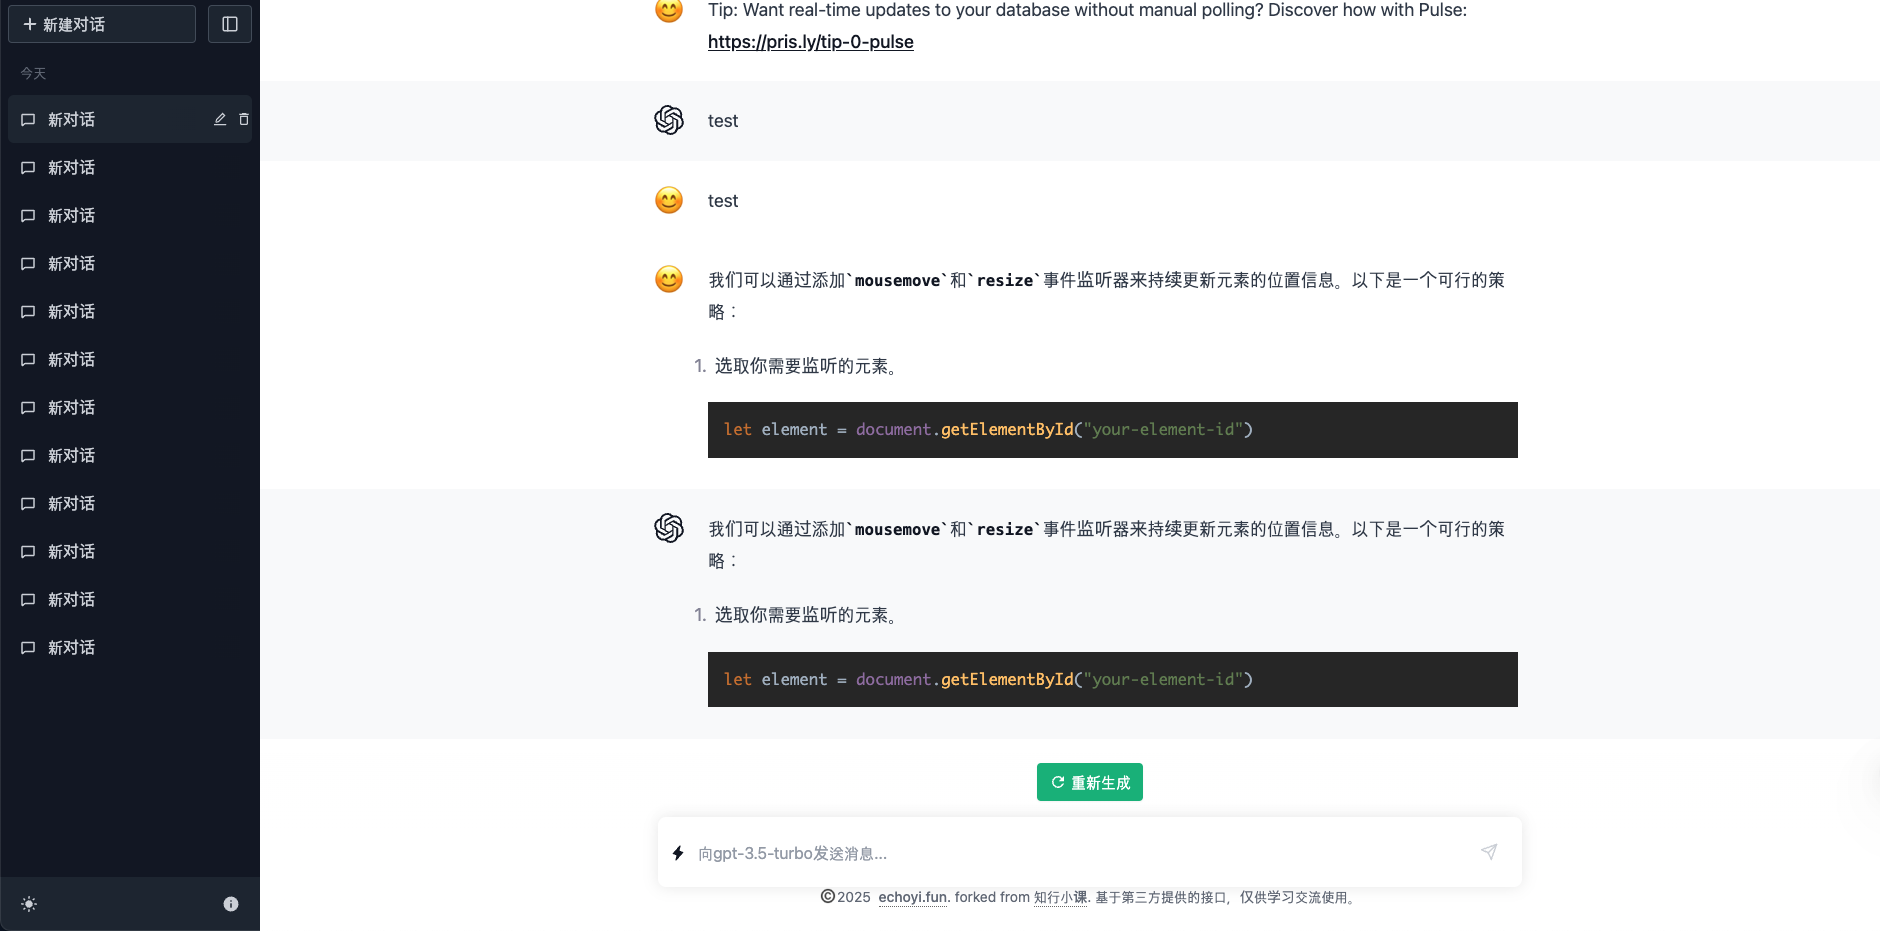 新建对话
今天
新对话
新对话
新对话
新对话
新对话
新对话
新对话
新对话
新对话
新对话
新对话
新对话
Tip: Want real-time updates to your database without manual polling? Discover how with Pulse:
https://pris.ly/tip-0-pulse
test
test
我们可以通过添加`mousemove`和`resize`事件监听器来持续更新元素的位置信息。以下是一个可行的策
略：
1. 选取你需要监听的元素。
let element = document.getElementById("your-element-id")
我们可以通过添加`mousemove`和`resize`事件监听器来持续更新元素的位置信息。以下是一个可行的策
略：
1. 选取你需要监听的元素。
let element = document.getElementById("your-element-id")
重新生成
向gpt-3.5-turbo发送消息...
©2025 echoyi.fun. forked from 知行小课. 基于第三方提供的接口，仅供学习交流使用。